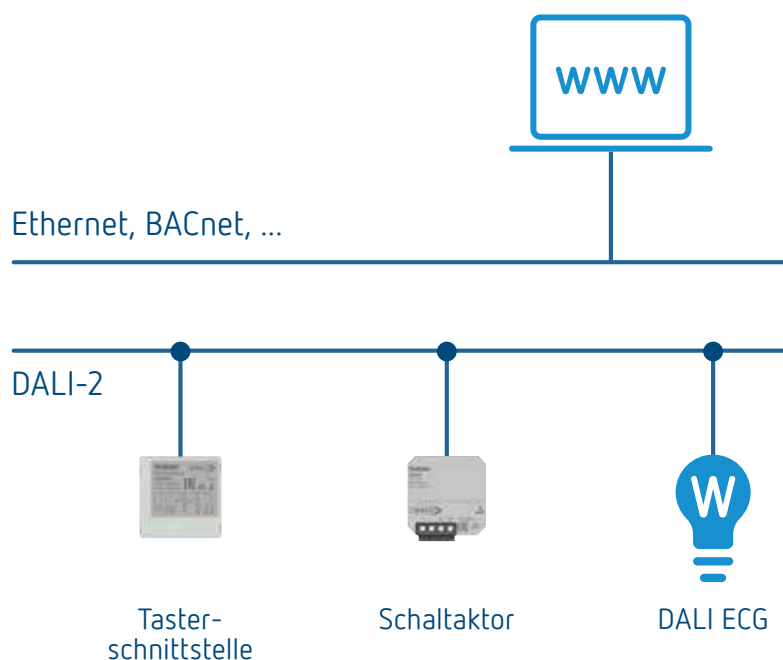 WWW
Ethernet, BACnet, ...
DALI-2
W
Taster-
schnittstelle
Schaltaktor
DALI ECG